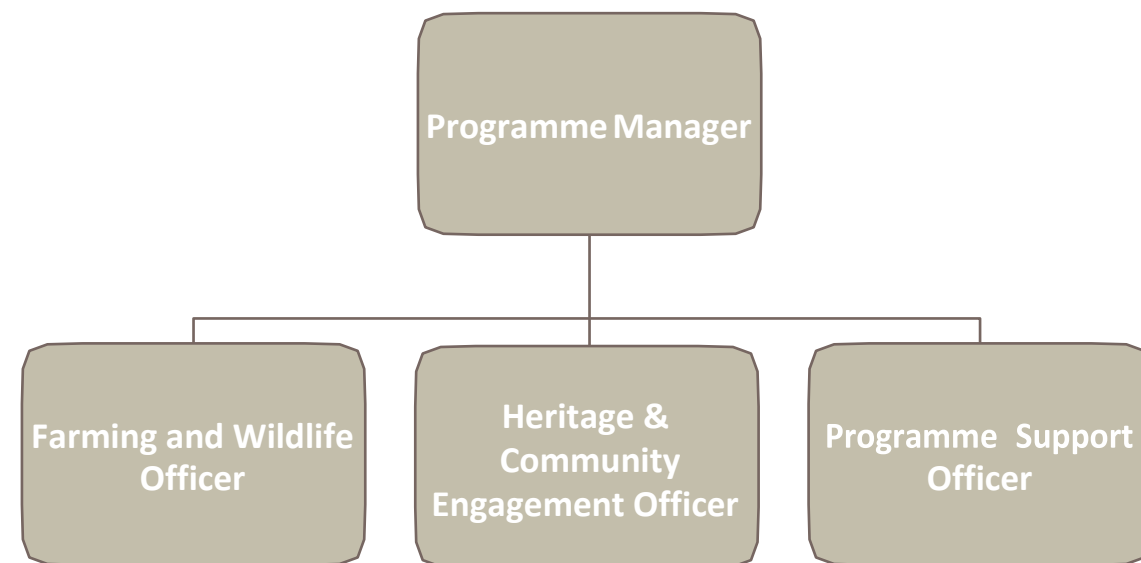 Programme Manager
Farming and Wildlife
Officer
Heritage &
Community
Engagement Officer
Programme Support
Officer